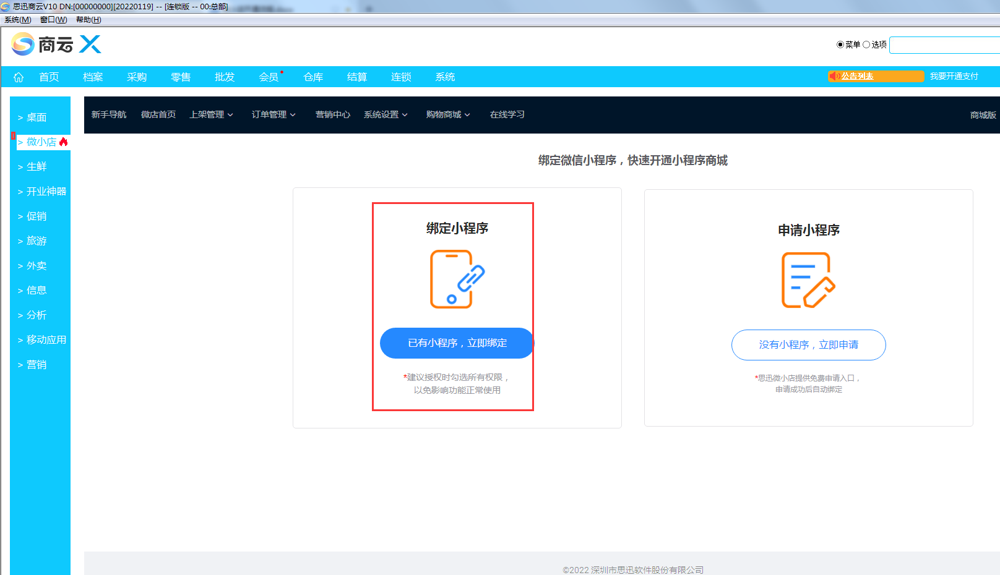 思迅商云V10 DN:[00000000][20220119] -- [连锁版 -- 00:总部]
系统(M) 窗口(W) 帮助(H)
商云 X
菜单 选项
首页 档案 采购 零售 批发 会员 仓库 结算 连锁 系统 公告列表 我要开通支付
新手导航 微店首页 上架管理 订单管理 营销中心 系统设置 购物商城 在线学习 商城版
> 桌面
> 微小店
> 生鲜
> 开业神器
> 促销
> 旅游
> 外卖
> 信息
> 分析
> 移动应用
> 营销
绑定微信小程序，快速开通小程序商城
绑定小程序
已有小程序，立即绑定
*建议授权时勾选所有权限，
以免影响功能正常使用
申请小程序
没有小程序，立即申请
*思迅微小店提供免费申请入口，
申请成功后自动绑定
©2022 深圳市思迅软件股份有限公司